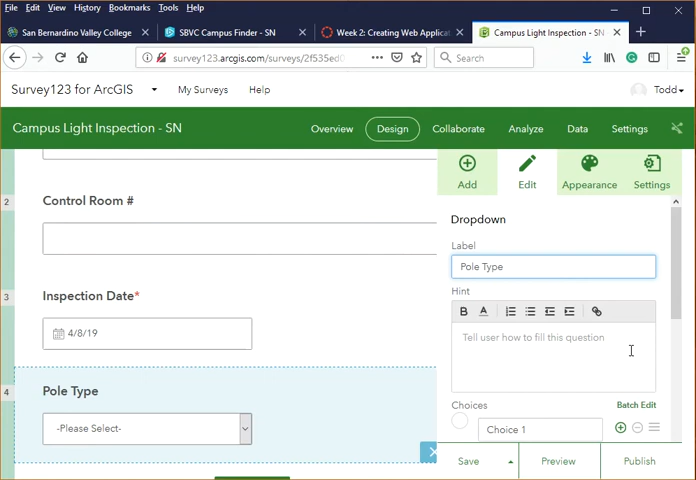 File Edit View History Bookmarks Tools Help
San Bernardino Valley College
SBVC Campus Finder - SN
Week 2: Creating Web Applicat
Campus Light Inspection - SN
survey123.arcgis.com/surveys/2f535ed0
Search
Survey123 for ArcGIS My Surveys Help Todd
Campus Light Inspection - SN Overview Design Collaborate Analyze Data Settings
Add Edit Appearance Settings
2 Control Room #
3 Inspection Date*
4/8/19
4 Pole Type
-Please Select-
Dropdown
Label
Pole Type
Hint
B A
Tell user how to fill this question
Choices Batch Edit
Choice 1
Save Preview Publish